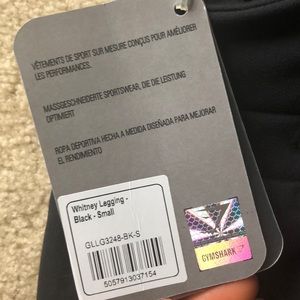 VÊTEMENTS DE SPORT SUR MESURE CONÇUS POUR AMÉLIORER
LES PERFORMANCES.
MASSGESCHNEIDERTE SPORTSWEAR, DIE DIE LEISTUNG
OPTIMIERT
ROPA DEPORTIVA HECHA A MEDIDA DISEÑADA PARA MEJORAR
EL RENDIMIENTO
Whitney Legging -
Black - Small
GLLG3248-BK-S
5057913037154
GYMSHARK